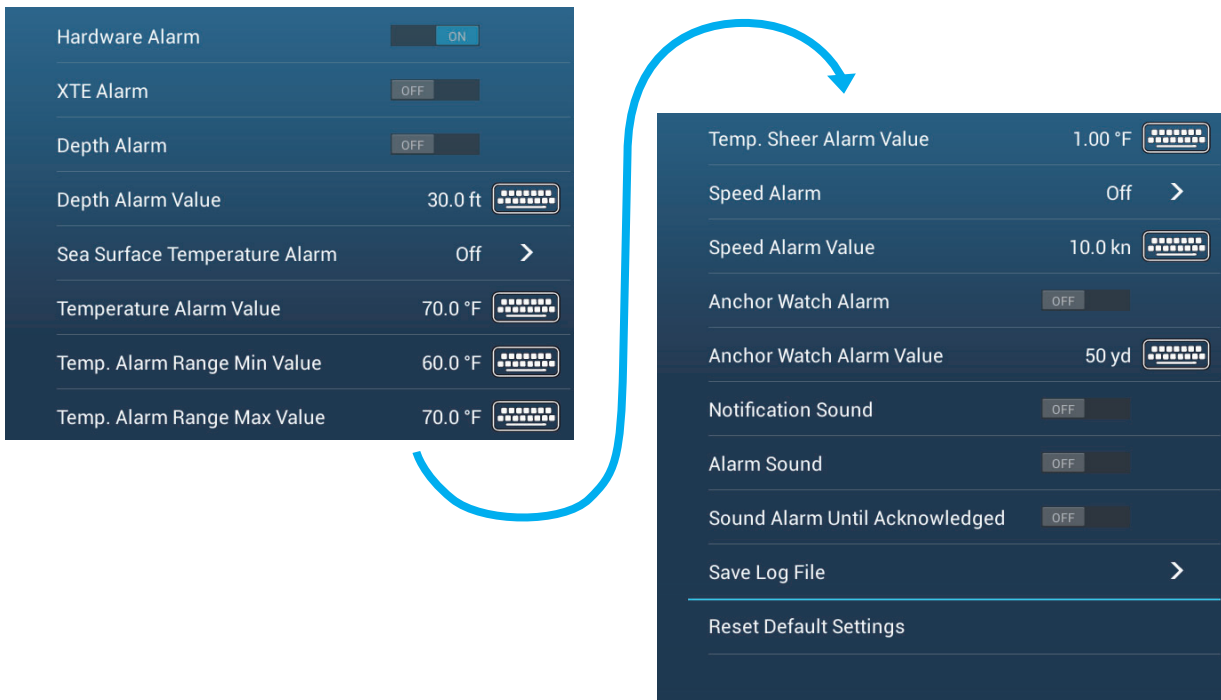 Hardware Alarm ON
XTE Alarm OFF
Depth Alarm OFF
Depth Alarm Value 30.0 ft
Sea Surface Temperature Alarm Off
Temperature Alarm Value 70.0 °F
Temp. Alarm Range Min Value 60.0 °F
Temp. Alarm Range Max Value 70.0 °F
Temp. Sheer Alarm Value 1.00 °F
Speed Alarm Off
Speed Alarm Value 10.0 kn
Anchor Watch Alarm OFF
Anchor Watch Alarm Value 50 yd
Notification Sound OFF
Alarm Sound OFF
Sound Alarm Until Acknowledged OFF
Save Log File
Reset Default Settings